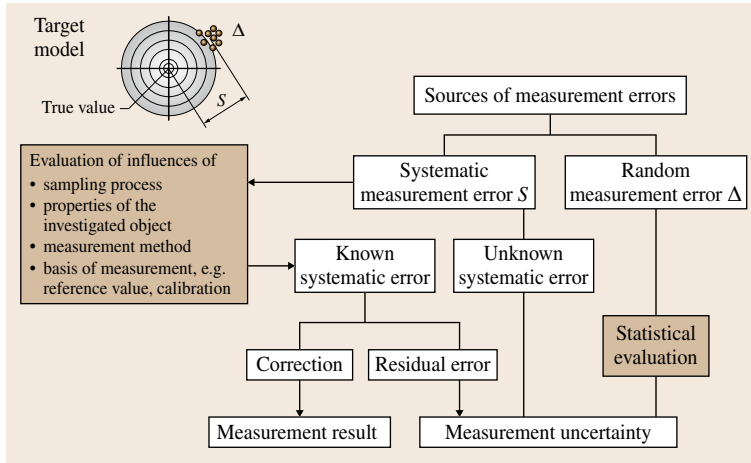 Target
model
Δ
True value
S
Sources of measurement errors
Evaluation of influences of
• sampling process
• properties of the
investigated object
• measurement method
• basis of measurement, e.g.
reference value, calibration
Systematic
measurement error S
Random
measurement error Δ
Known
systematic error
Unknown
systematic error
Statistical
evaluation
Correction
Residual error
Measurement result
Measurement uncertainty